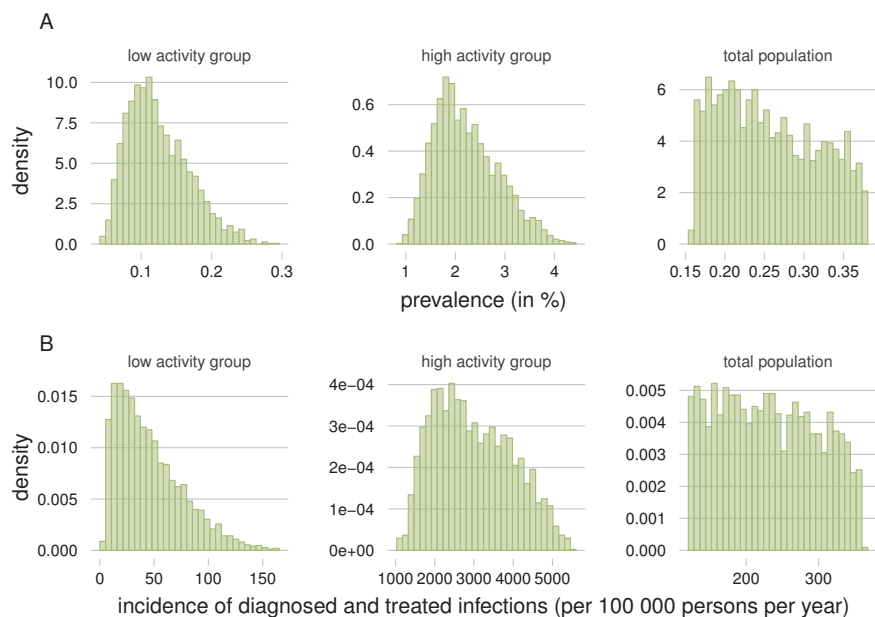 A
low activity group
high activity group
total population
density
10.0
7.5
5.0
2.5
0.0
0.1
0.2
0.3
0.6
0.4
0.2
0.0
1
2
3
4
6
4
2
0
0.15
0.20
0.25
0.30
0.35
prevalence (in %)
B
low activity group
high activity group
total population
density
0.015
0.010
0.005
0.000
0
50
100
150
4e−04
3e−04
2e−04
1e−04
0e+00
1000
2000
3000
4000
5000
0.005
0.004
0.003
0.002
0.001
0.000
200
300
incidence of diagnosed and treated infections (per 100 000 persons per year)